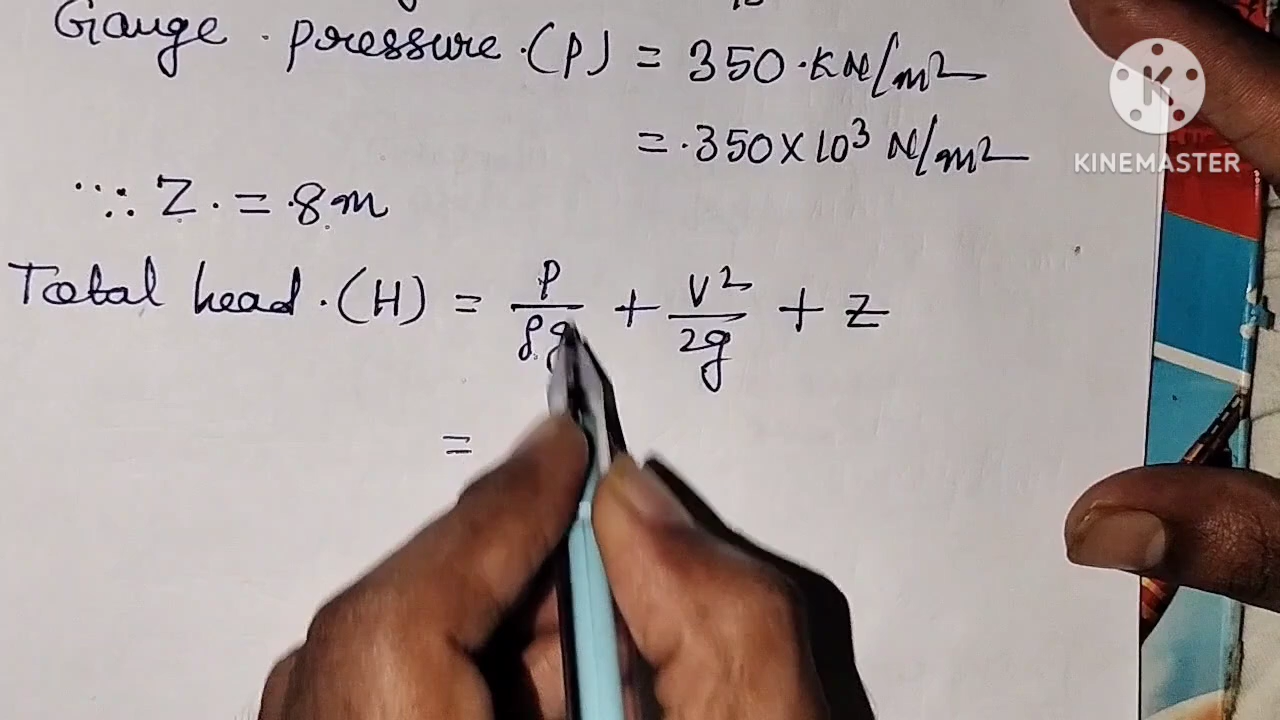 Gauge . pressure . (P) = 350 . KN/m²
= . 350 × 10³ N/m²
∵ Z . = . 8 m
Total head . (H) = P/ρg + V²/2g + Z
=
K
KINEMASTER